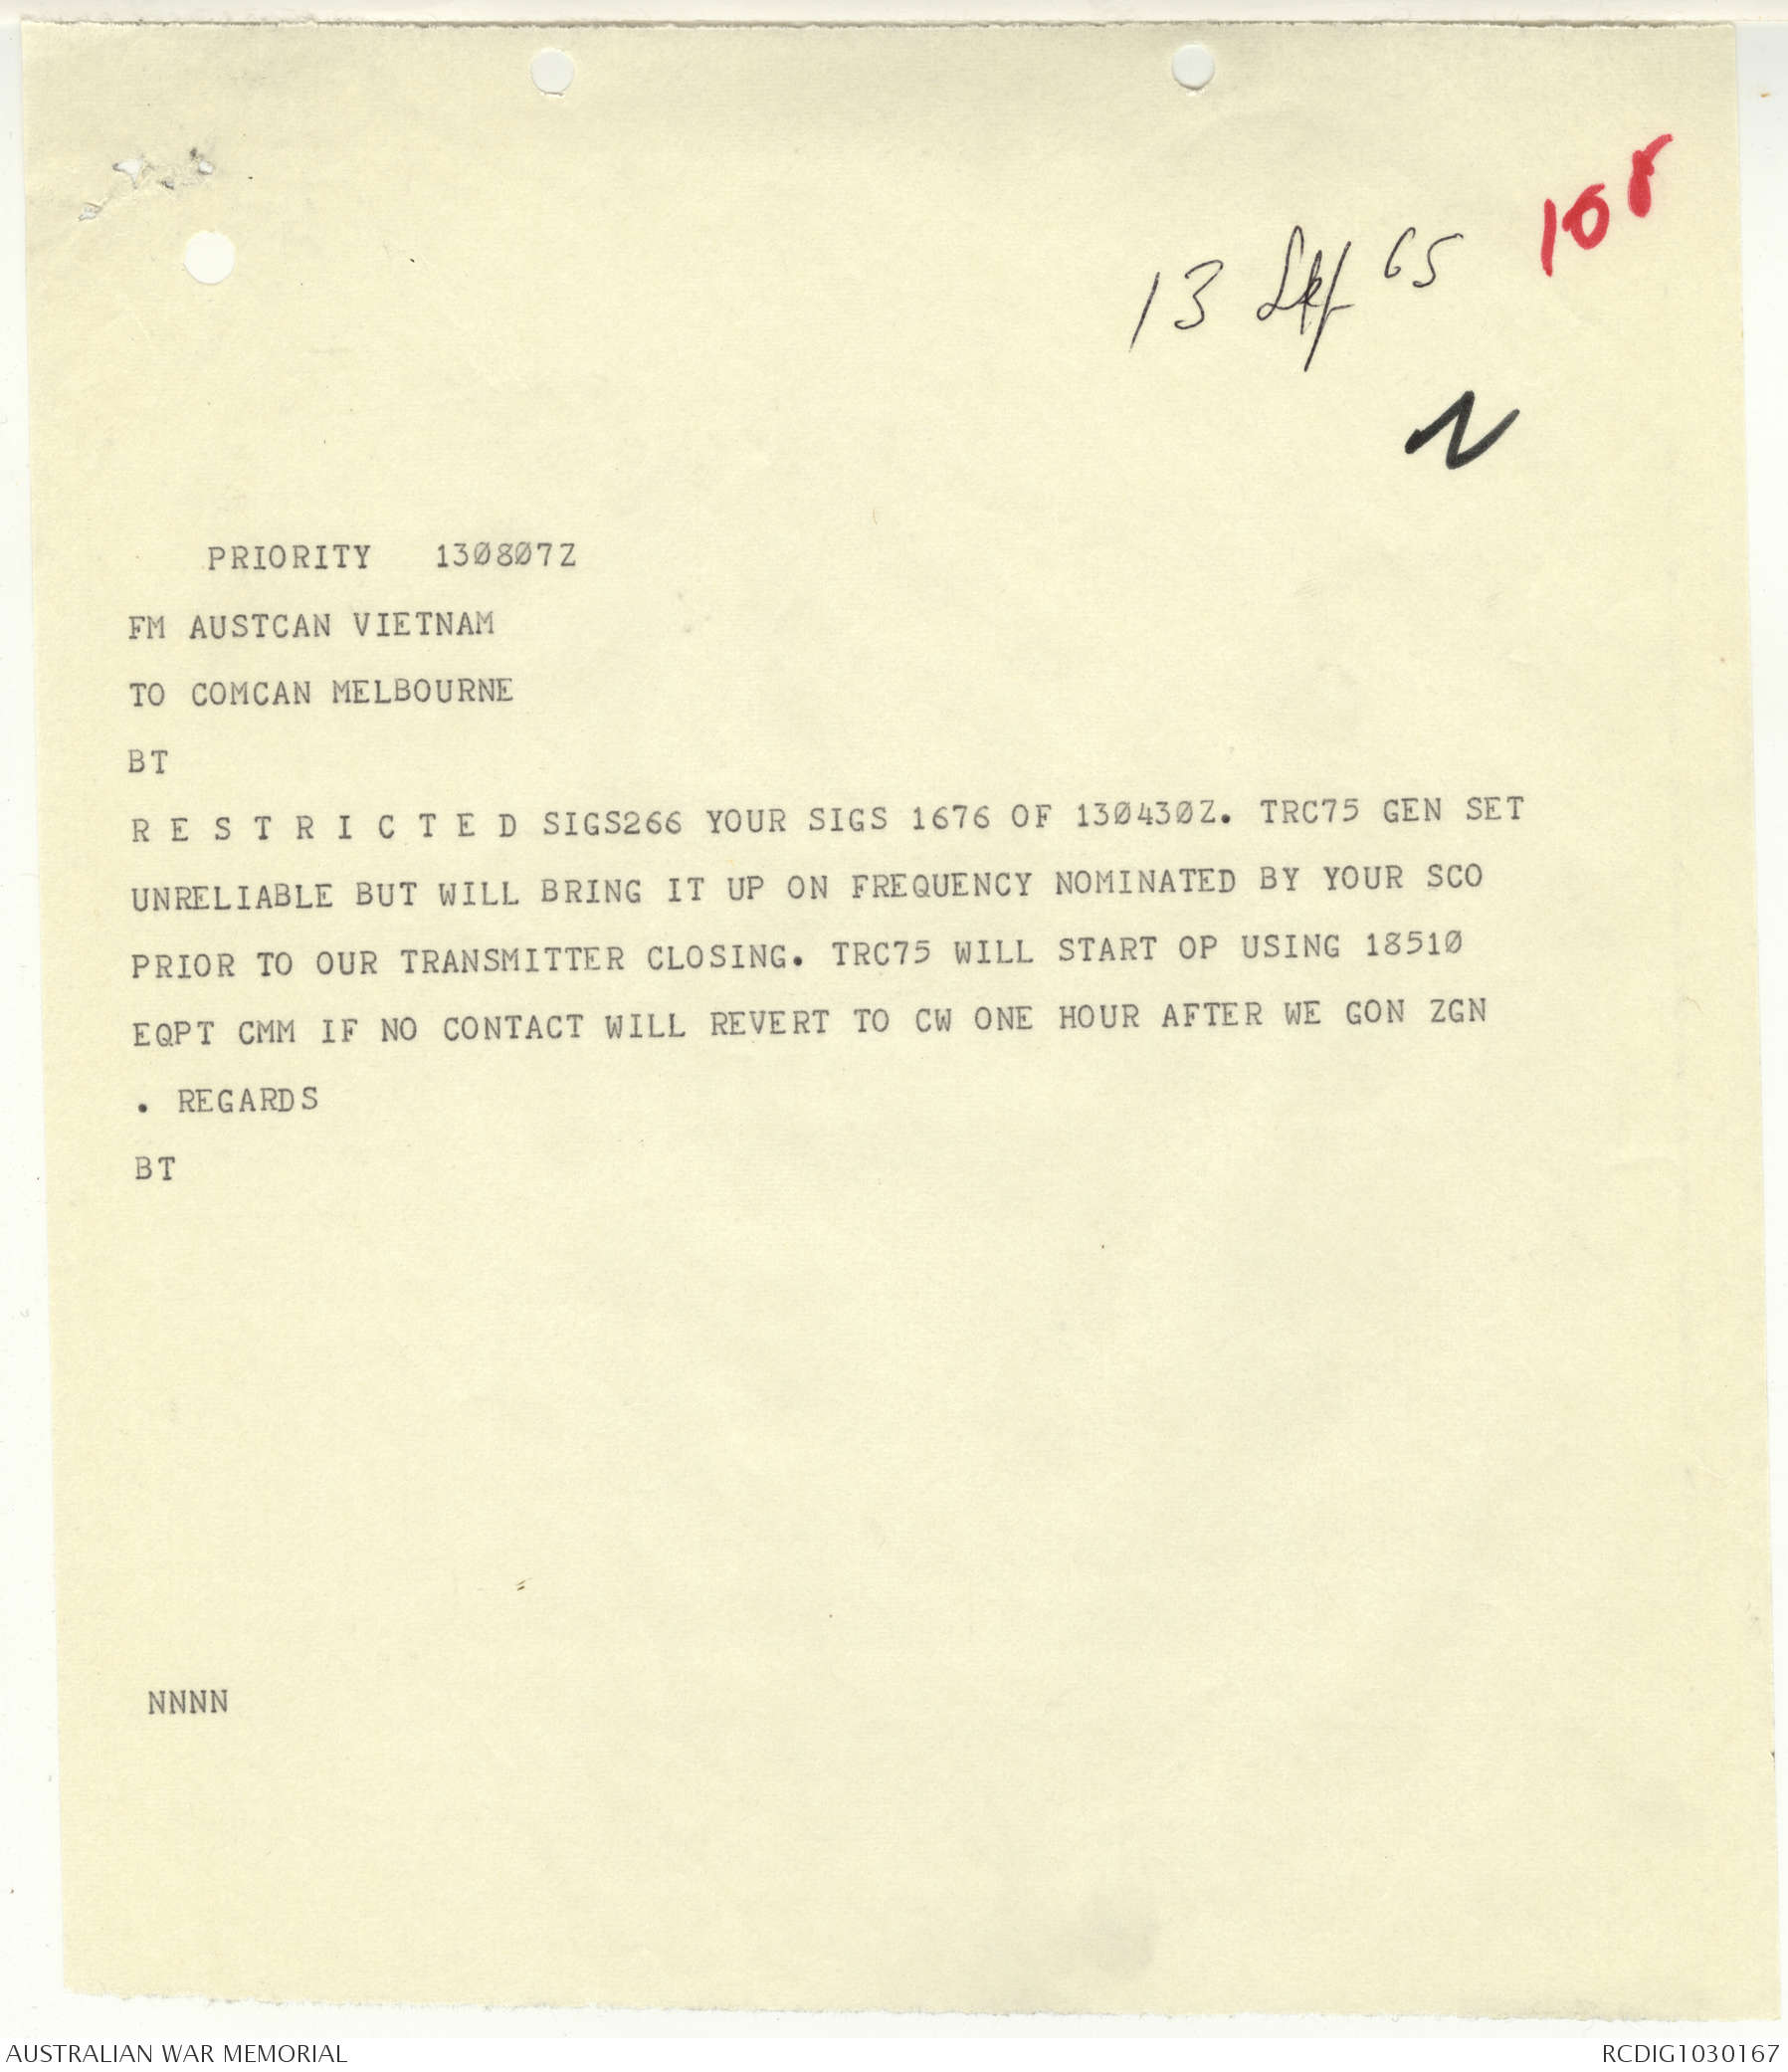 108
13 Sep 65
N
PRIORITY 130807Z
FM AUSTCAN VIETNAM
TO COMCAN MELBOURNE
BT
R E S T R I C T E D SIGS266 YOUR SIGS 1676 OF 130430Z. TRC75 GEN SET
UNRELIABLE BUT WILL BRING IT UP ON FREQUENCY NOMINATED BY YOUR SCO
PRIOR TO OUR TRANSMITTER CLOSING. TRC75 WILL START OP USING 18510
EQPT CMM IF NO CONTACT WILL REVERT TO CW ONE HOUR AFTER WE GON ZGN
. REGARDS
BT
NNNN
AUSTRALIAN WAR MEMORIAL
RCDIG1030167